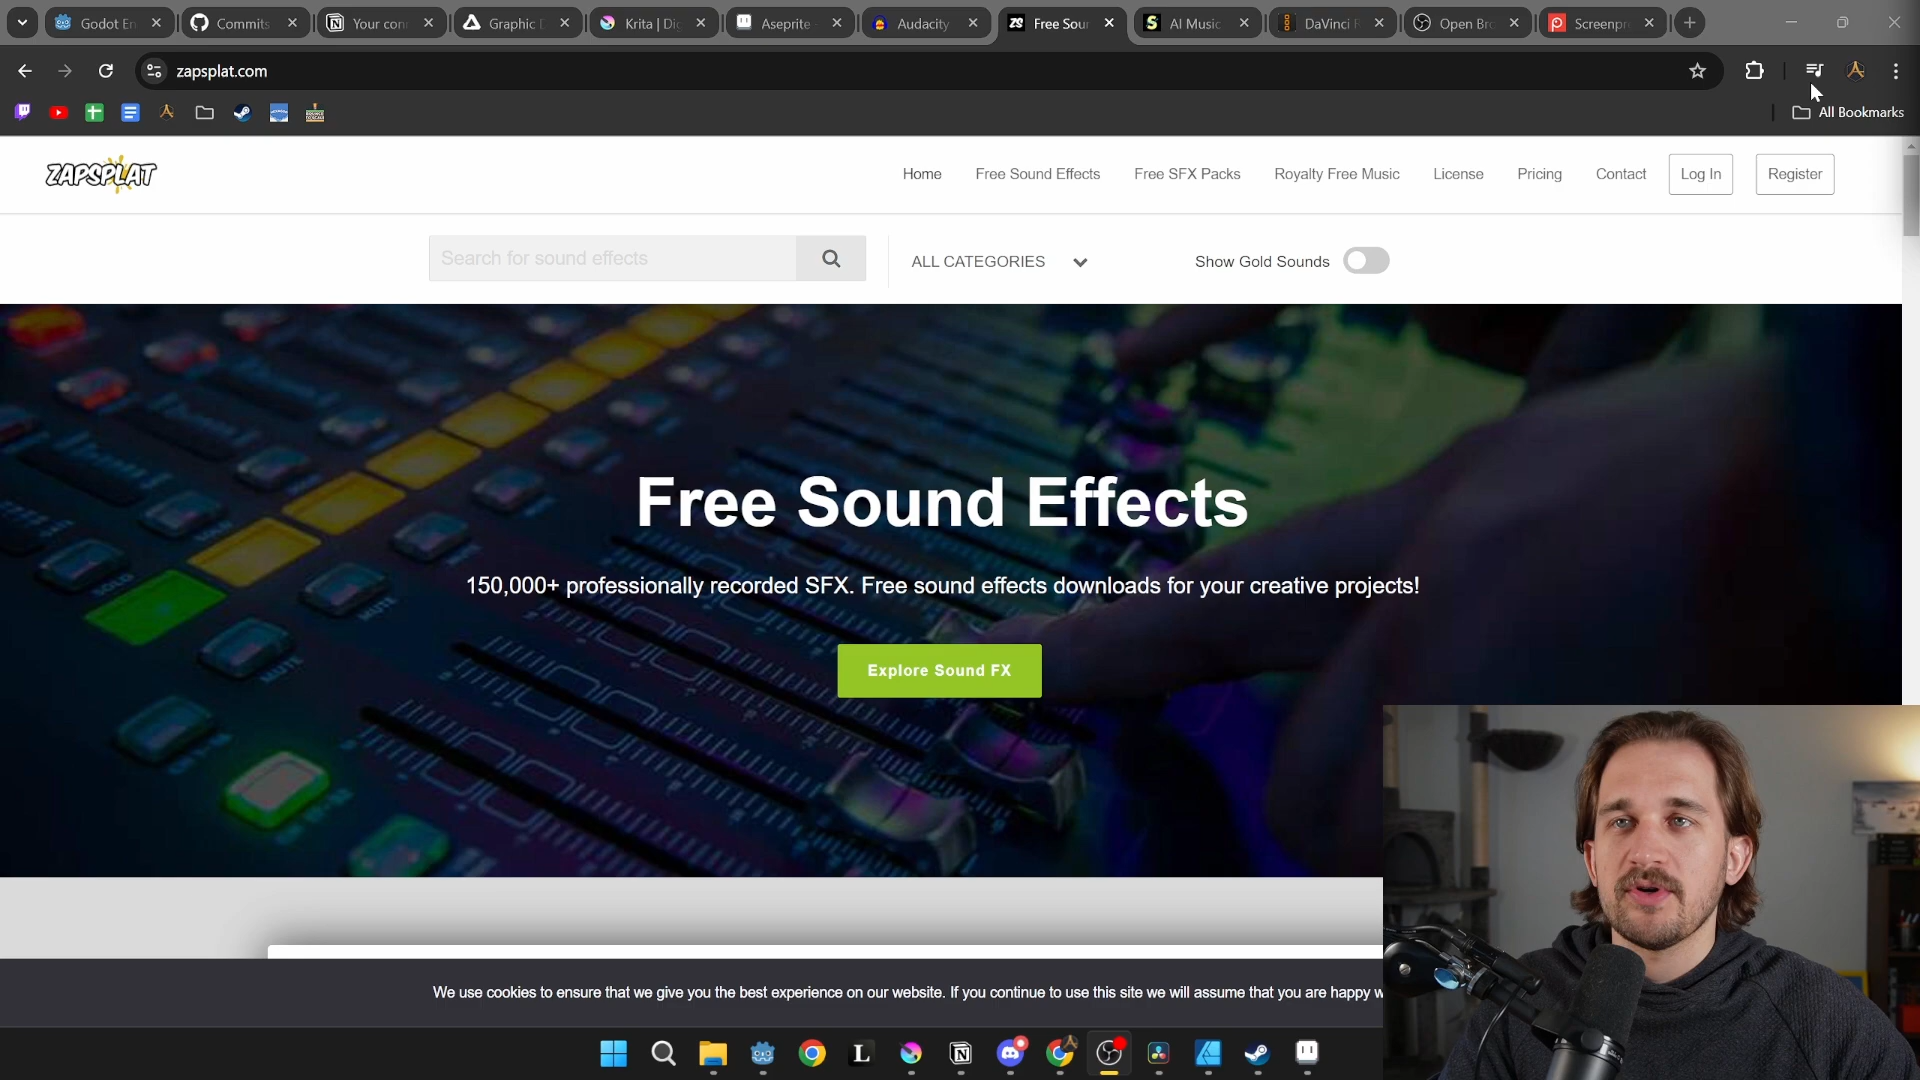 Godot En
Commits
Your con
Graphic D
Krita | Dig
Aseprite -
Audacity
Free Soun
AI Music
DaVinci R
Open Bro
Screenpr
zapsplat.com
All Bookmarks
ZAPSPLAT
Home
Free Sound Effects
Free SFX Packs
Royalty Free Music
License
Pricing
Contact
Log In
Register
Search for sound effects
ALL CATEGORIES
Show Gold Sounds
Free Sound Effects
150,000+ professionally recorded SFX. Free sound effects downloads for your creative projects!
Explore Sound FX
We use cookies to ensure that we give you the best experience on our website. If you continue to use this site we will assume that you are happy w